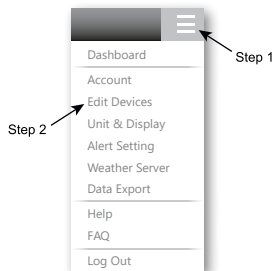 Step 1
Dashboard
Account
Edit Devices
Step 2
Unit & Display
Alert Setting
Weather Server
Data Export
Help
FAQ
Log Out